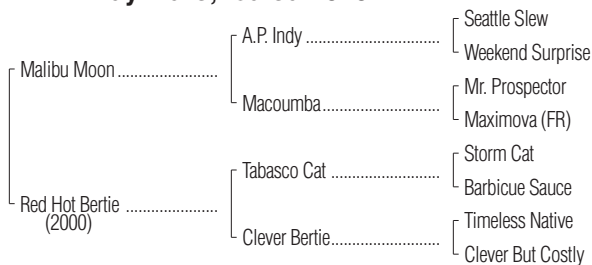 Seattle Slew
A.P. Indy ..............................
Weekend Surprise
Malibu Moon ......................
Mr. Prospector
Macoumba ..........................
Maximova (FR)
Storm Cat
Tabasco Cat ........................
Barbicue Sauce
Red Hot Bertie ....................
(2000)
Timeless Native
Clever Bertie ........................
Clever But Costly